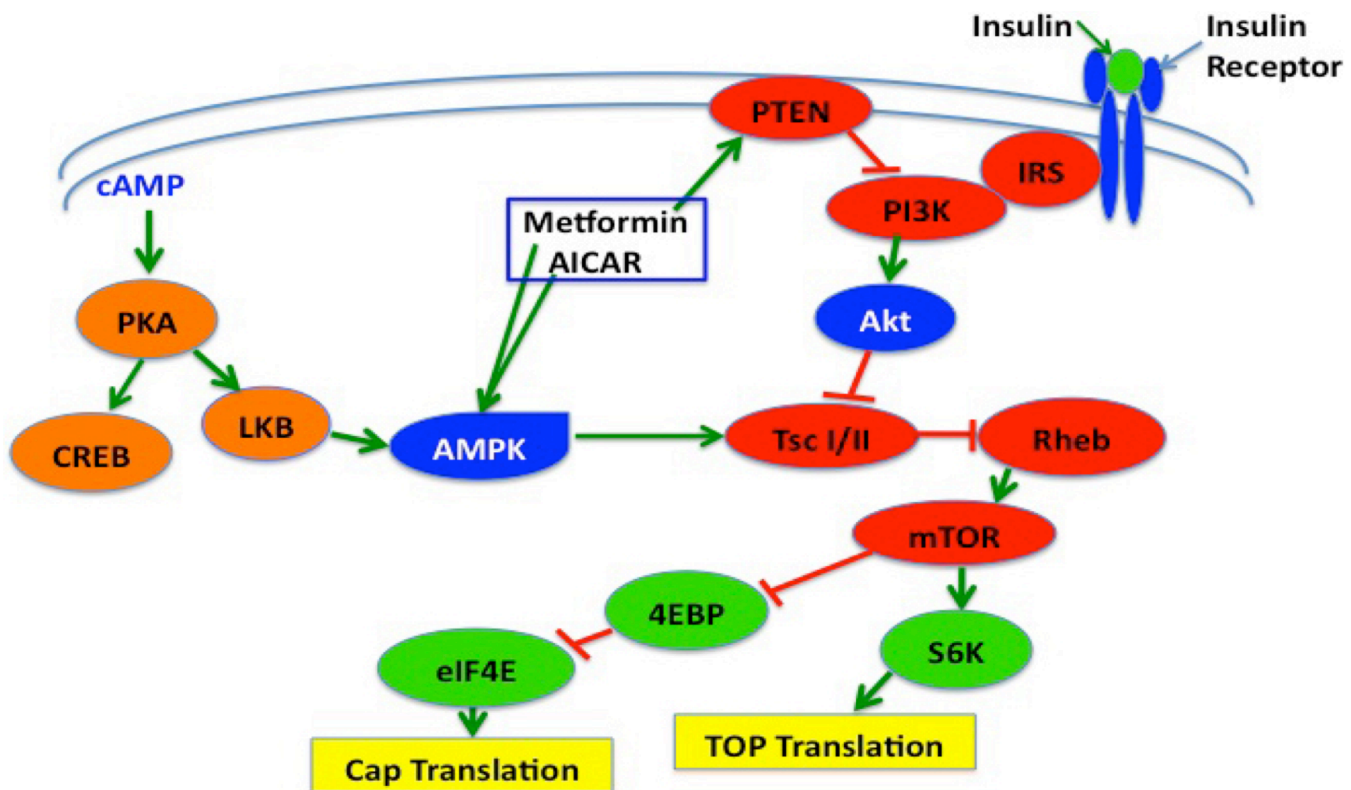 Insulin
Insulin
Receptor
PTEN
IRS
cAMP
PI3K
Metformin
AICAR
PKA
Akt
LKB
CREB
AMPK
Tsc I/II
Rheb
mTOR
4EBP
S6K
eIF4E
TOP Translation
Cap Translation